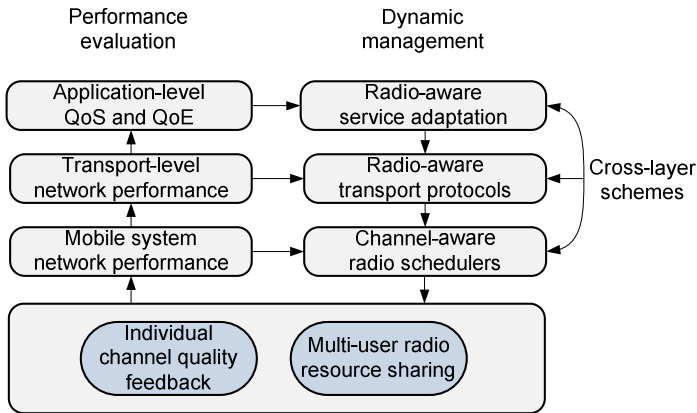 Performance
evaluation
Dynamic
management
Application-level
QoS and QoE
Radio-aware
service adaptation
Transport-level
network performance
Radio-aware
transport protocols
Cross-layer
schemes
Mobile system
network performance
Channel-aware
radio schedulers
Individual
channel quality
feedback
Multi-user radio
resource sharing